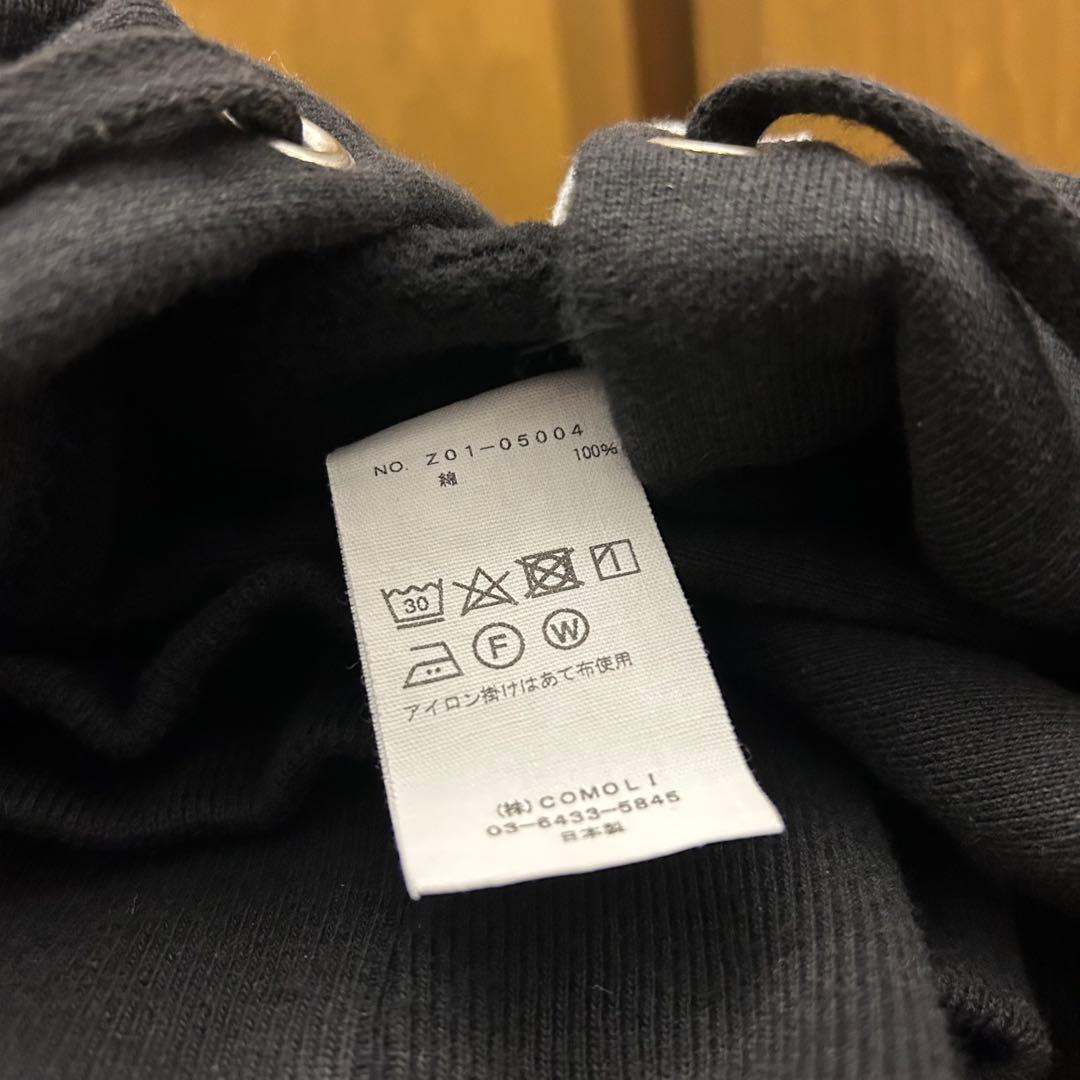 NO. Z01-05004
綿 100%
30
F W
アイロン掛けはあて布使用
(株)COMOLI
03-6433-5845
日本製